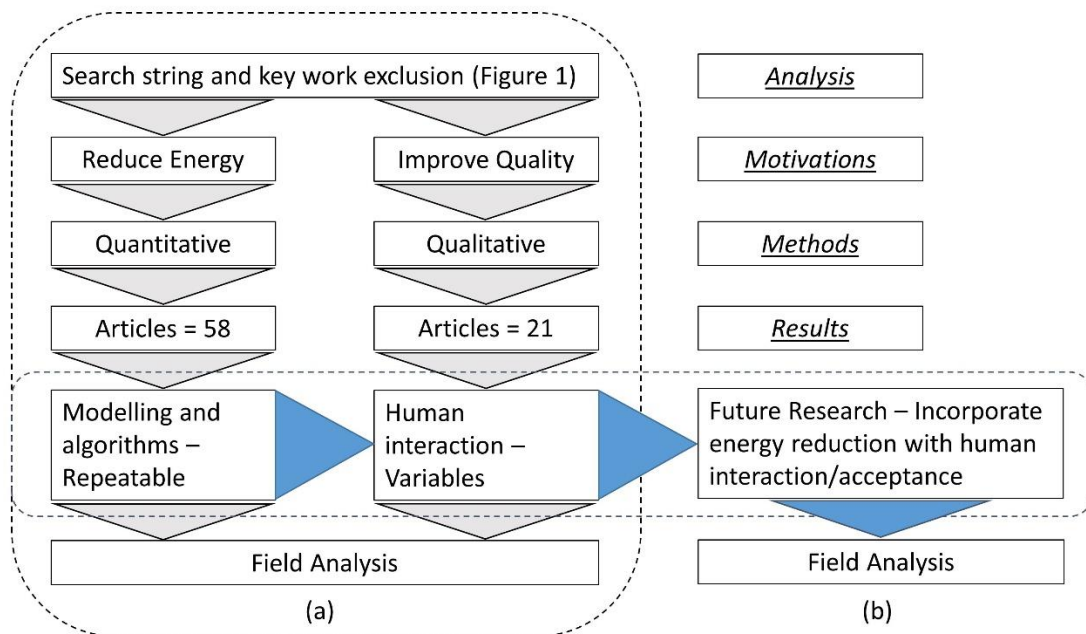 Search string and key work exclusion (Figure 1)
Analysis
Reduce Energy
Improve Quality
Motivations
Quantitative
Qualitative
Methods
Articles = 58
Articles = 21
Results
Modelling and
algorithms –
Repeatable
Human
interaction –
Variables
Future Research – Incorporate
energy reduction with human
interaction/acceptance
Field Analysis
Field Analysis
(a)
(b)